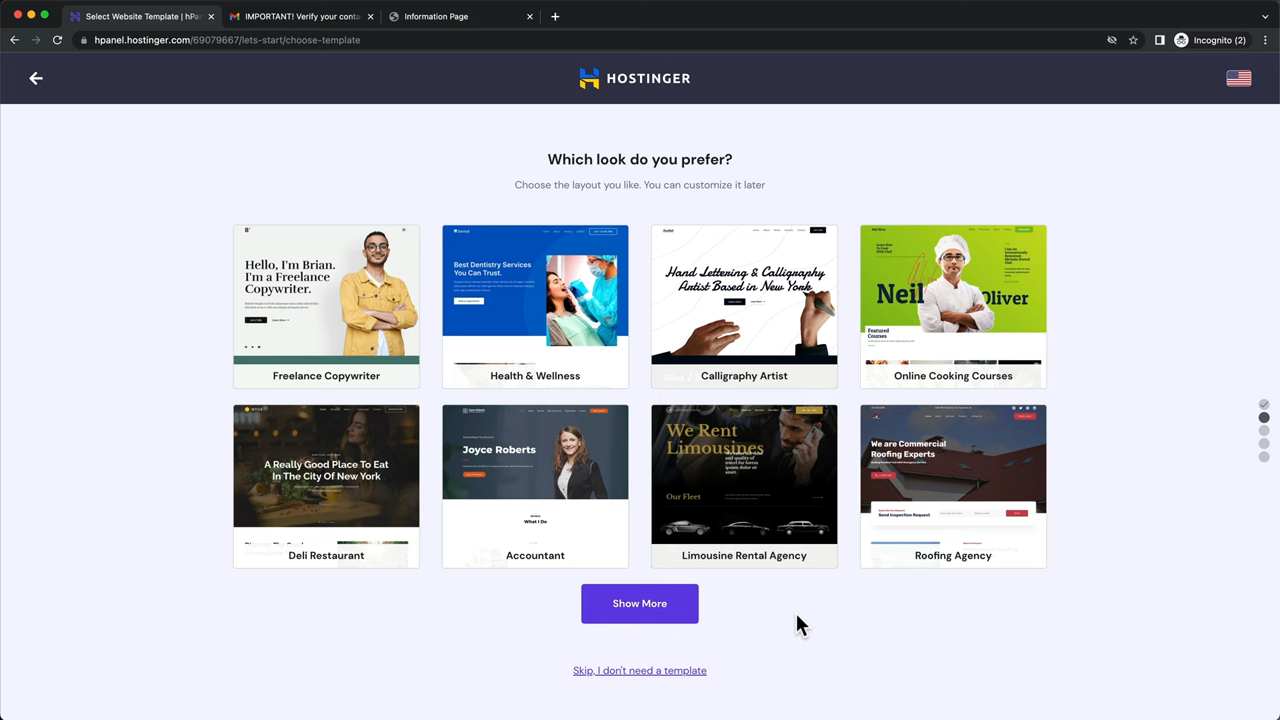 Select Website Template | hPa
IMPORTANT! Verify your conta
Information Page
hpanel.hostinger.com/69079667/lets-start/choose-template
Incognito (2)
HOSTINGER
Which look do you prefer?
Choose the layout you like. You can customize it later
Hello, I'm man.
I'm a Freelance
Copywriter.
Freelance Copywriter
Best Dentistry Services
You Can Trust.
Health & Wellness
Hand Lettering & Calligraphy
Artist Based in New York
Calligraphy Artist
Neil Oliver
Featured
Courses
Online Cooking Courses
A Really Good Place To Eat
In The City Of New York
Deli Restaurant
Joyce Roberts
What I Do
Accountant
We Rent
Limousines
Our Fleet
Limousine Rental Agency
We are Commercial
Roofing Experts
Send Inspection Request
Roofing Agency
Show More
Skip, I don't need a template